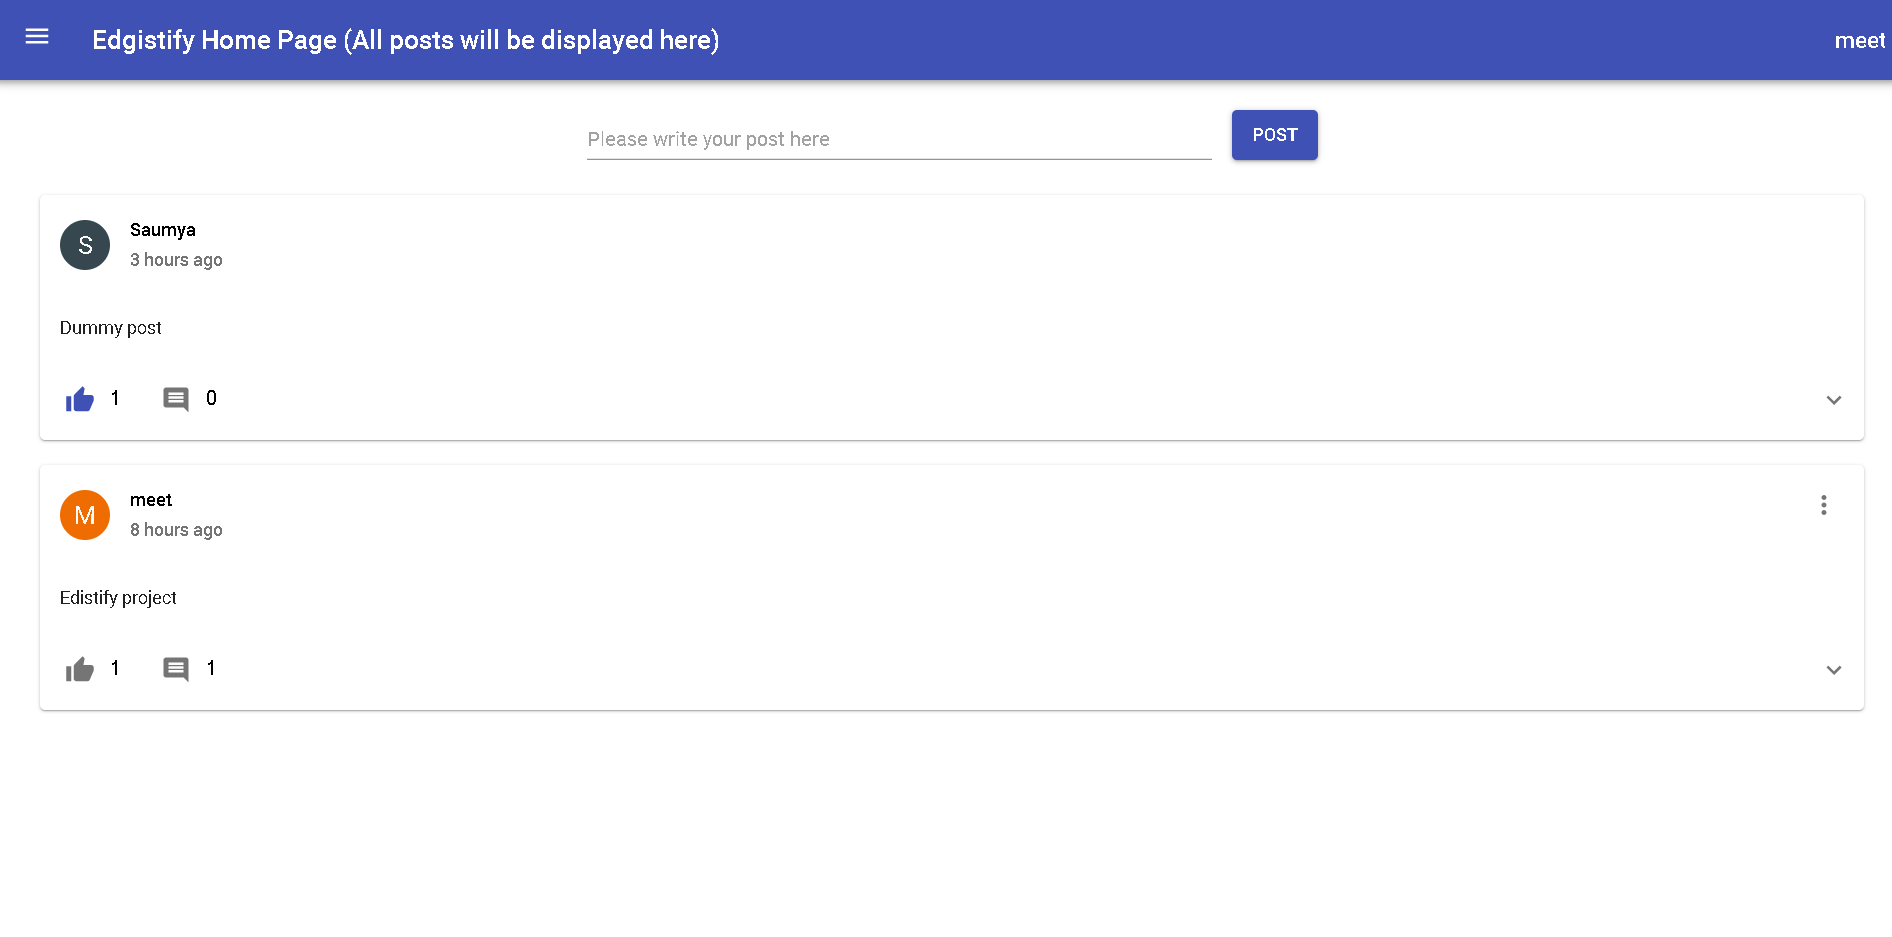 Edgistify Home Page (All posts will be displayed here)
meet
Please write your post here
POST
S
Saumya
3 hours ago
Dummy post
1
0
M
meet
8 hours ago
Edistify project
1
1